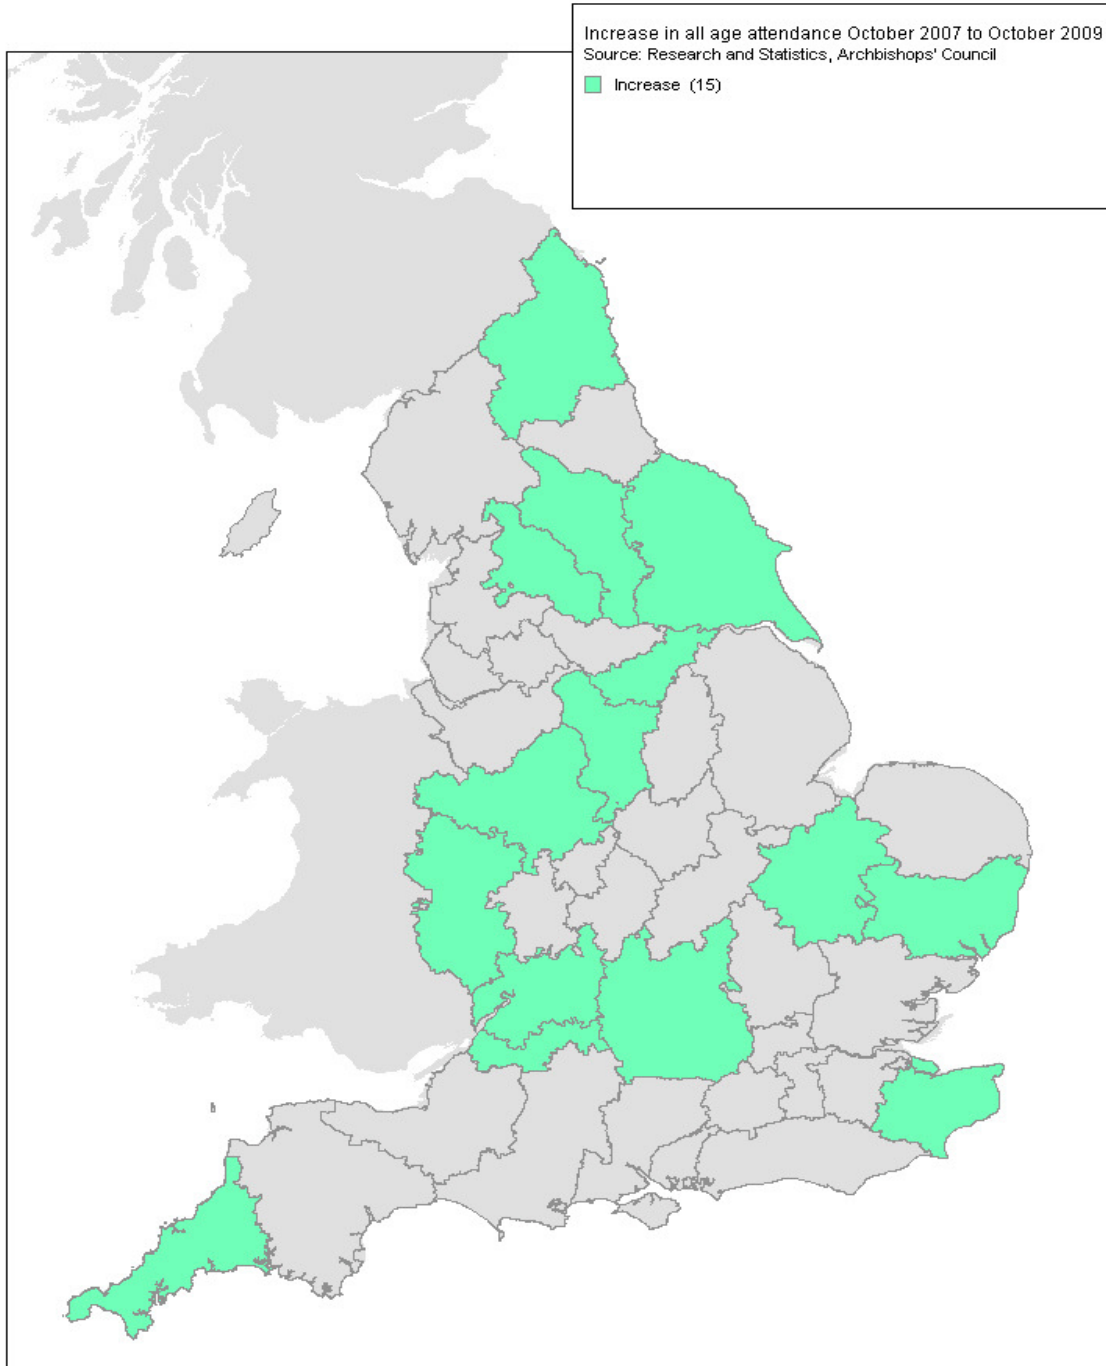 Increase in all age attendance October 2007 to October 2009
Source: Research and Statistics, Archbishops' Council
Increase (15)